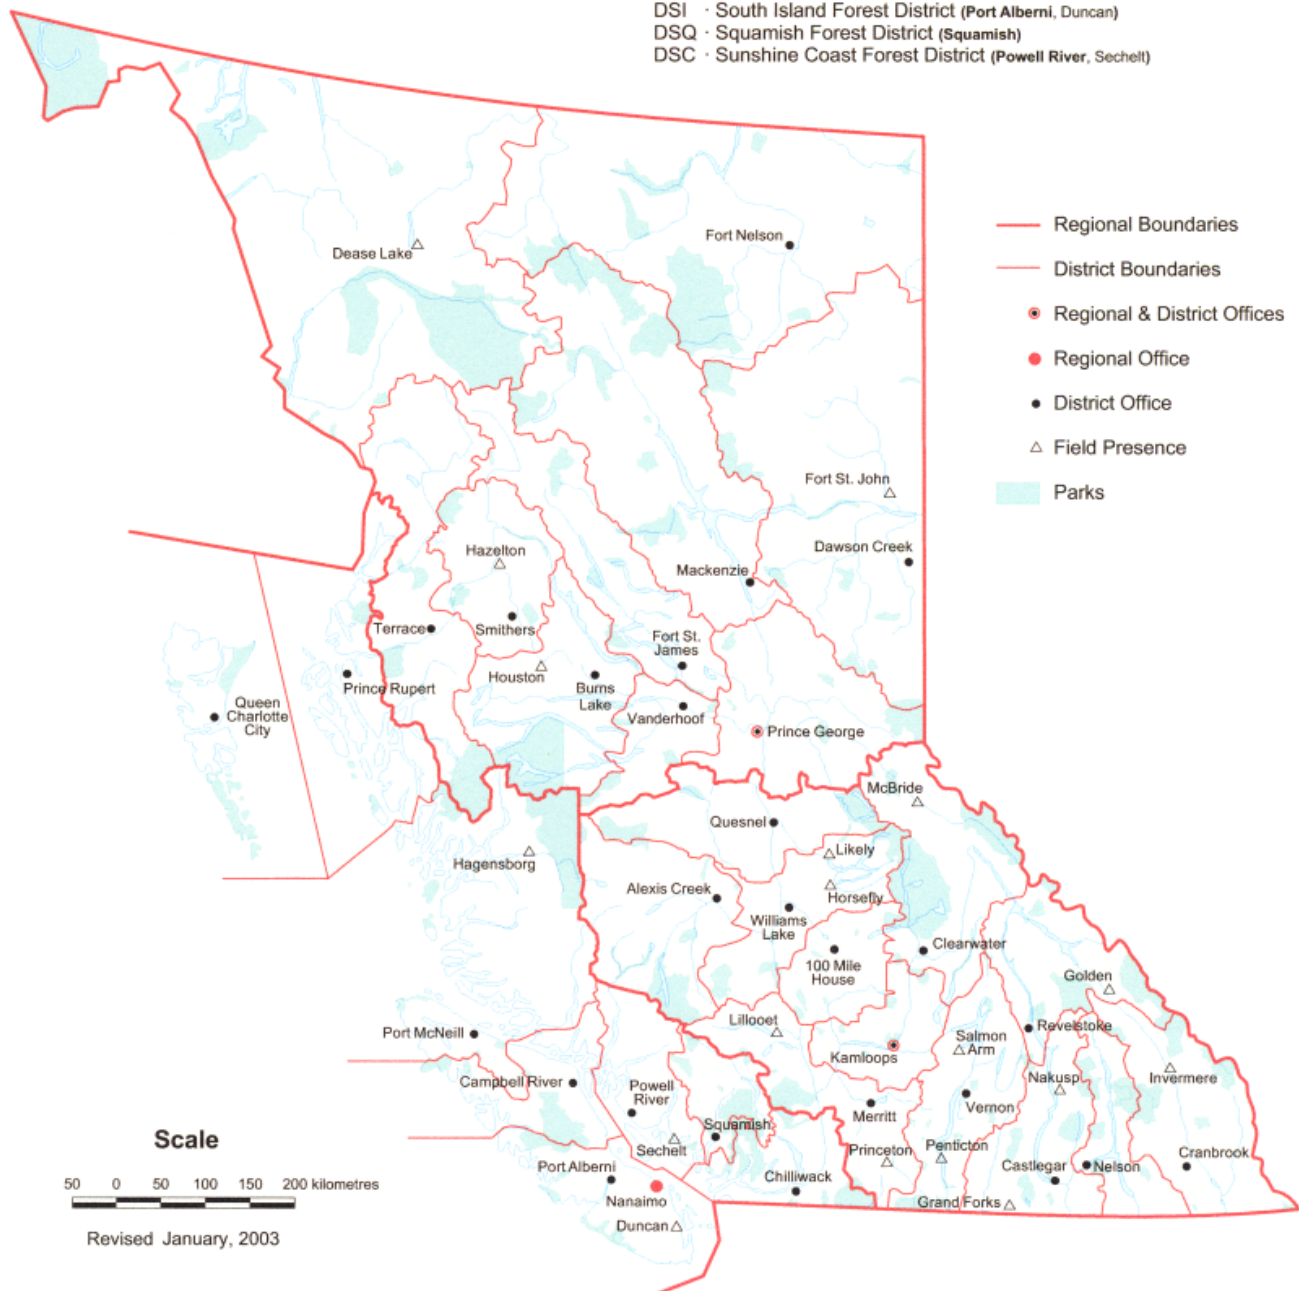 DSI · South Island Forest District (Port Alberni, Duncan)
DSQ · Squamish Forest District (Squamish)
DSC · Sunshine Coast Forest District (Powell River, Sechelt)
Regional Boundaries
District Boundaries
Regional & District Offices
Regional Office
District Office
Field Presence
Parks
Fort Nelson
Dease Lake
Fort St. John
Dawson Creek
Hazelton
Mackenzie
Terrace
Smithers
Fort St.
James
Houston
Burns
Lake
Prince Rupert
Queen
Charlotte
City
Vanderhoof
Prince George
McBride
Quesnel
Likely
Hagensborg
Alexis Creek
Horsefly
Williams
Lake
Clearwater
100 Mile
House
Golden
Lillooet
Port McNeill
Revelstoke
Salmon
Arm
Kamloops
Campbell River
Powell
River
Nakusp
Invermere
Merritt
Vernon
Squamish
Sechelt
Princeton
Penticton
Cranbrook
Port Alberni
Castlegar
Nelson
Chilliwack
Nanaimo
Grand Forks
Duncan
Scale
50 0 50 100 150 200 kilometres
Revised January, 2003